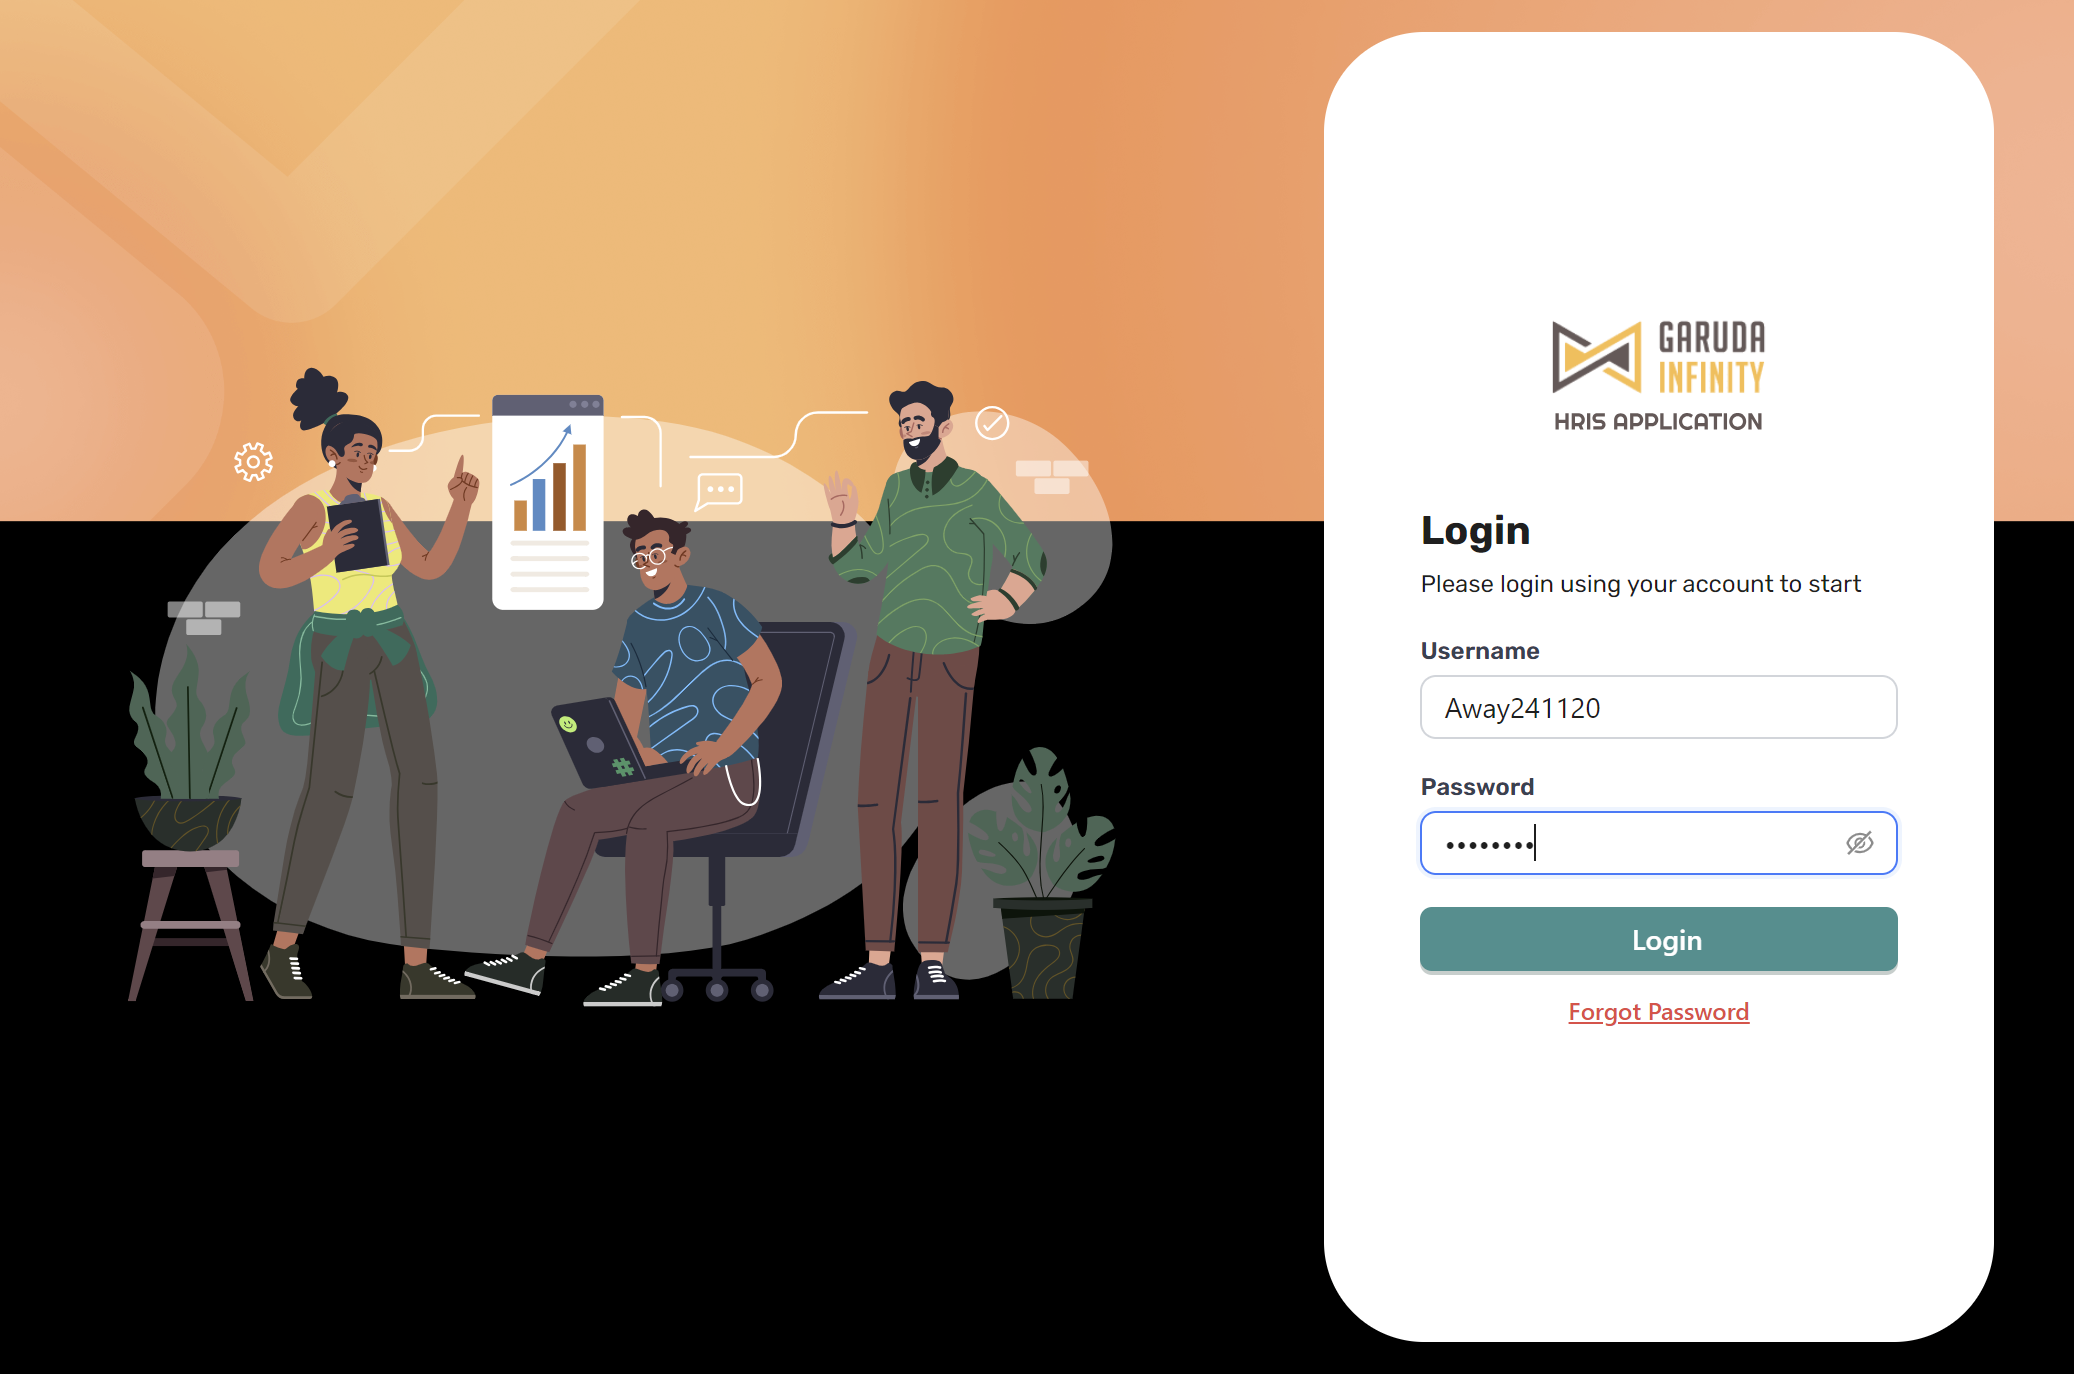 GARUDA
INFINITY
HRIS APPLICATION
Login
Please login using your account to start
Username
Away241120
Password
••••••••
Login
Forgot Password